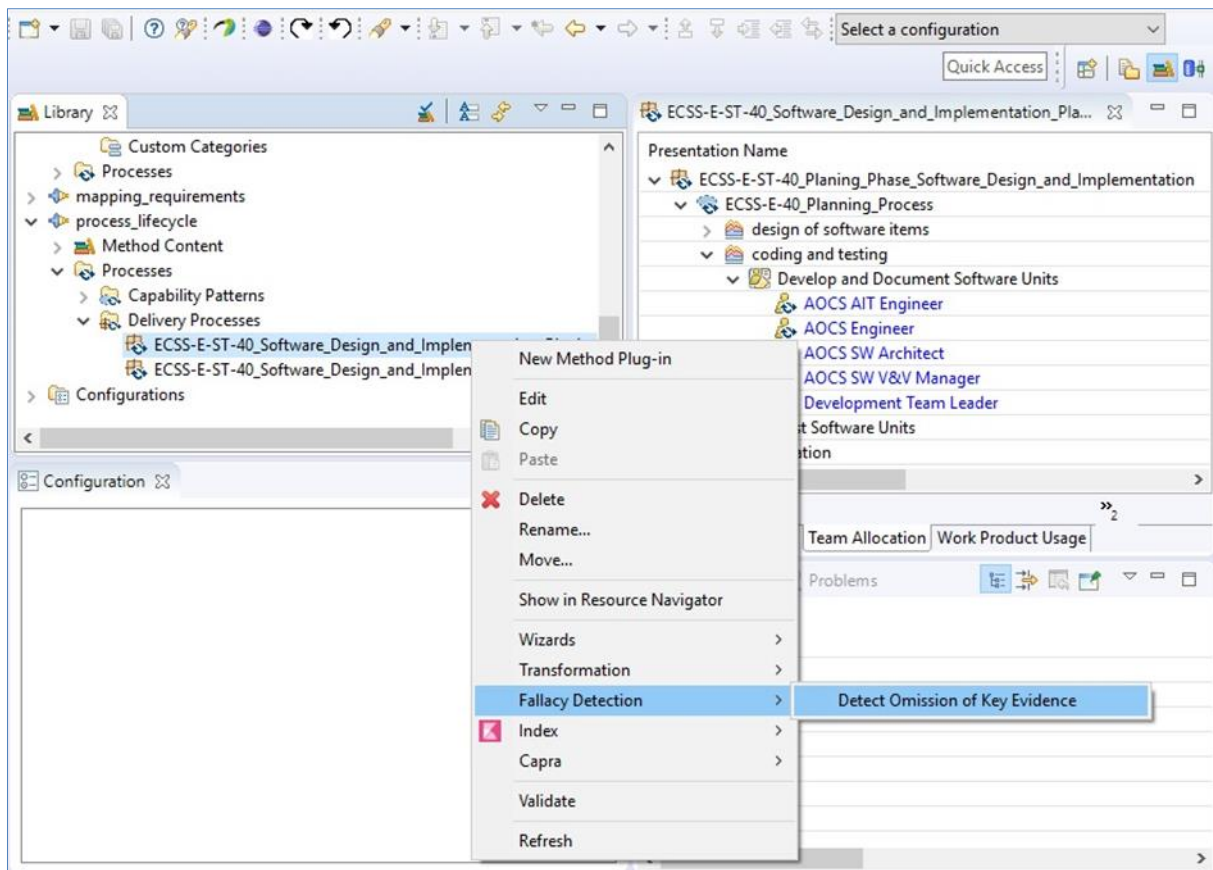 Select a configuration
Quick Access
Library
Custom Categories
Processes
mapping_requirements
process_lifecycle
Method Content
Processes
Capability Patterns
Delivery Processes
ECSS-E-ST-40_Software_Design_and_Implen
ECSS-E-ST-40_Software_Design_and_Implen
Configurations
Configuration
New Method Plug-in
Edit
Copy
Paste
Delete
Rename...
Move...
Show in Resource Navigator
Wizards
Transformation
Fallacy Detection
Detect Omission of Key Evidence
Index
Capra
Validate
Refresh
ECSS-E-ST-40_Software_Design_and_Implementation_Pla...
Presentation Name
ECSS-E-ST-40_Planing_Phase_Software_Design_and_Implementation
ECSS-E-40_Planning_Process
design of software items
coding and testing
Develop and Document Software Units
AOCS AIT Engineer
AOCS Engineer
AOCS SW Architect
AOCS SW V&V Manager
Development Team Leader
t Software Units
ation
»2
Team Allocation Work Product Usage
Problems